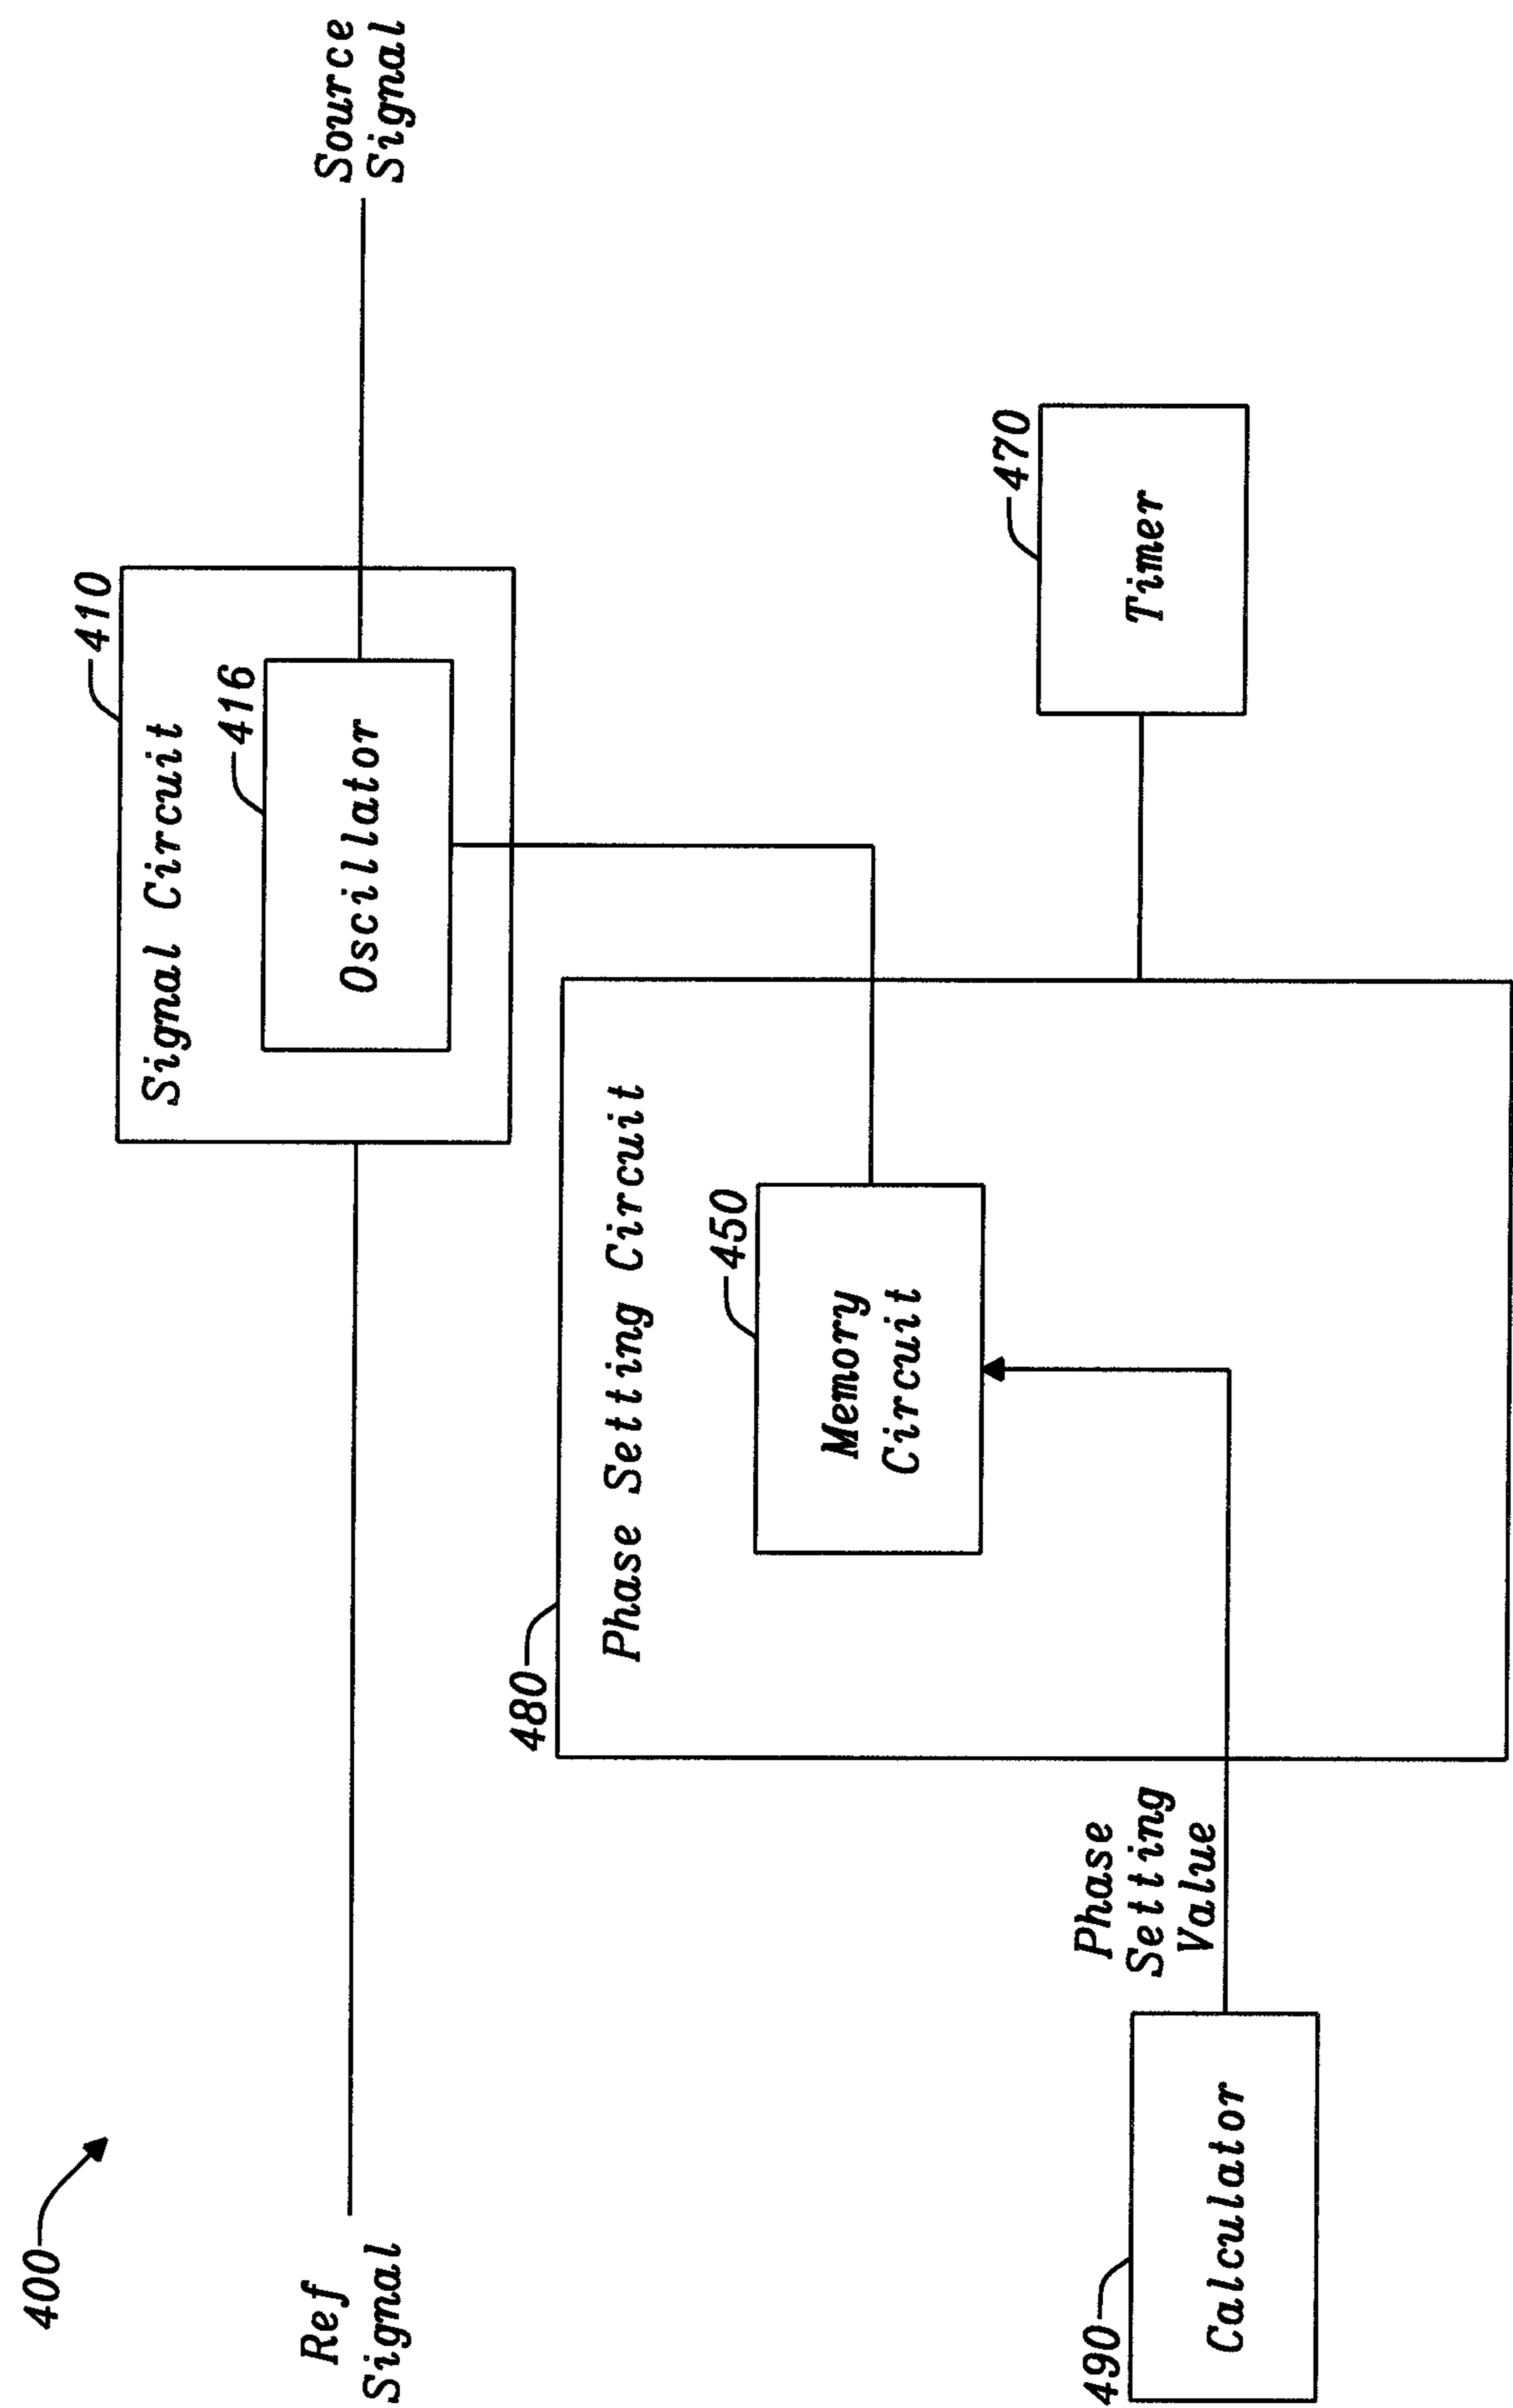 400
Ref
Signal
Signal Circuit
410
416
Oscillator
Source
Signal
480
Phase Setting Circuit
450
Memory
Circuit
470
Timer
Phase
Setting
Value
490
Calculator